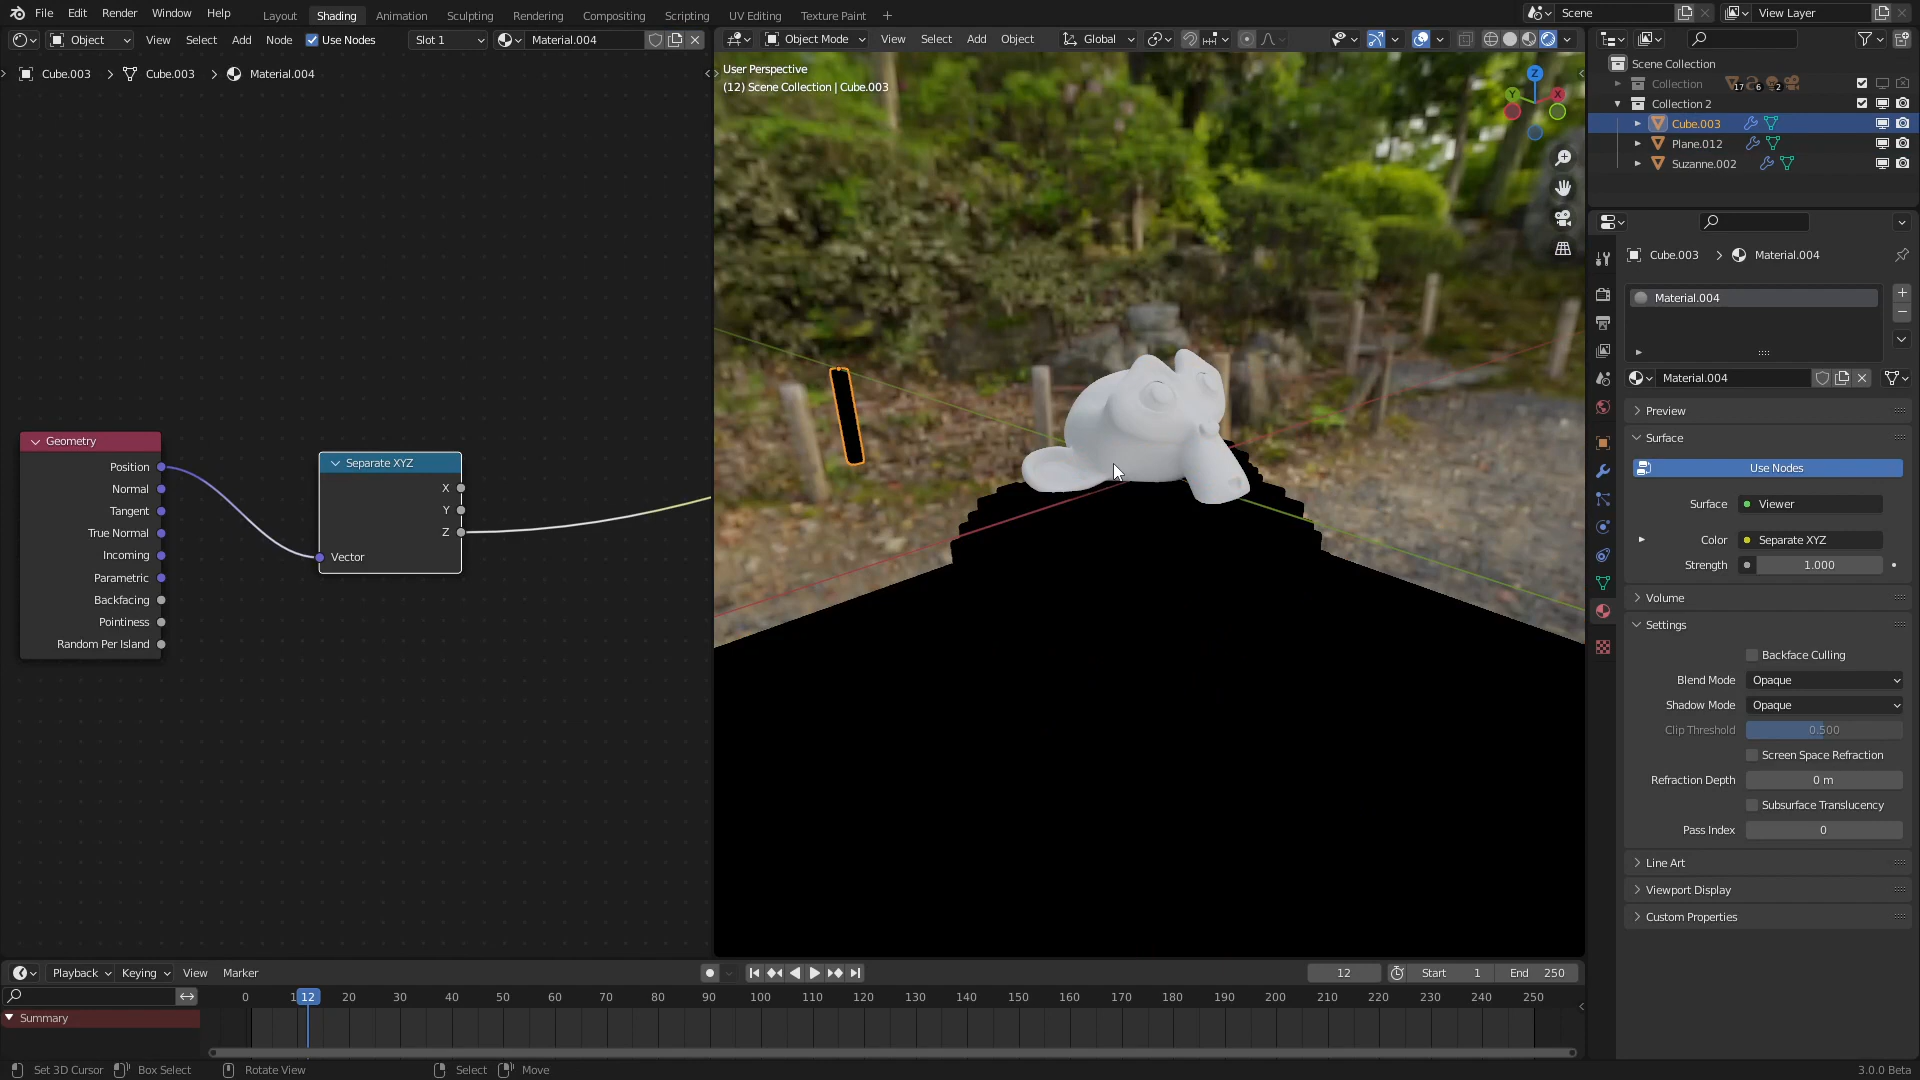 File Edit Render Window Help
Layout Shading Animation Sculpting Rendering Compositing Scripting UV Editing Texture Paint +
Scene
View Layer
Object View Select Add Node Use Nodes Slot 1 Material.004
Object Mode View Select Add Object Global
Cube.003 > Cube.003 > Material.004
User Perspective
(12) Scene Collection | Cube.003
Z
Y
X
Scene Collection
Collection 17 6 2
Collection 2
Cube.003
Plane.012
Suzanne.002
Cube.003 > Material.004
Material.004
Material.004
Preview
Surface
Use Nodes
Surface Viewer
Color Separate XYZ
Strength 1.000
Volume
Settings
Backface Culling
Blend Mode Opaque
Shadow Mode Opaque
Clip Threshold 0.500
Screen Space Refraction
Refraction Depth 0 m
Subsurface Translucency
Pass Index 0
Line Art
Viewport Display
Custom Properties
Geometry
Position
Normal
Tangent
True Normal
Incoming
Parametric
Backfacing
Pointiness
Random Per Island
Separate XYZ
X
Y
Z
Vector
Playback Keying View Marker
12 Start 1 End 250
0 12 20 30 40 50 60 70 80 90 100 110 120 130 140 150 160 170 180 190 200 210 220 230 240 250
Summary
Set 3D Cursor Box Select Rotate View Select Move
3.0.0 Beta